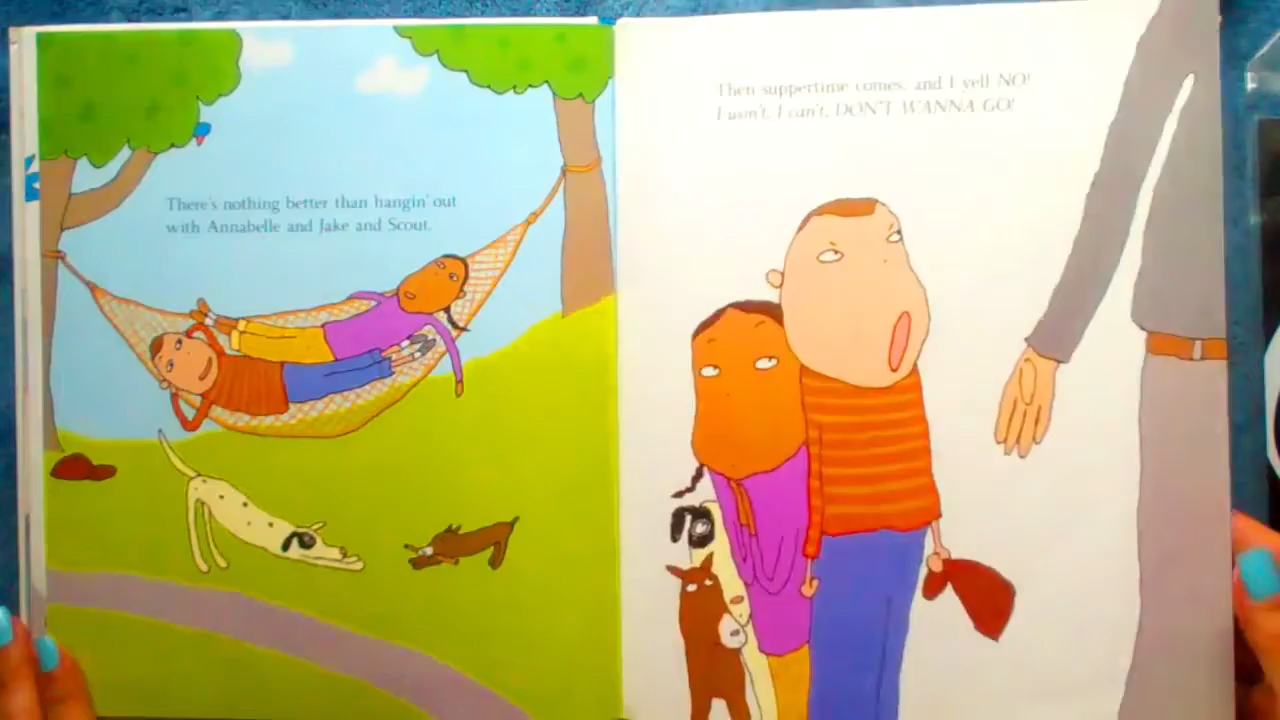 There's nothing better than hangin' out
with Annabelle and Jake and Scout.
Then suppertime comes, and I yell NO!
I won't, I can't, DON'T WANNA GO!